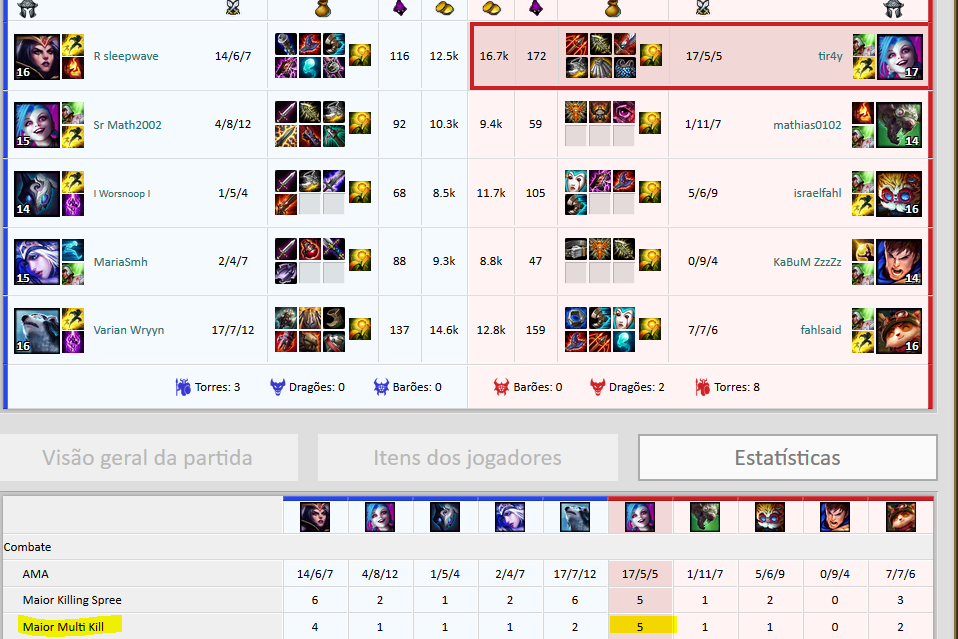 16 R sleepwave 14/6/7 116 12.5k 16.7k 172 17/5/5 tir4y 17
15 Sr Math2002 4/8/12 92 10.3k 9.4k 59 1/11/7 mathias0102 14
14 I Worsnoop I 1/5/4 68 8.5k 11.7k 105 5/6/9 israelfahl 16
15 MariaSmh 2/4/7 88 9.3k 8.8k 47 0/9/4 KaBuM ZzzZz 14
16 Varian Wryyn 17/7/12 137 14.6k 12.8k 159 7/7/6 fahlsaid 16
Torres: 3 Dragões: 0 Barões: 0 Barões: 0 Dragões: 2 Torres: 8
Visão geral da partida Itens dos jogadores Estatísticas
Combate
AMA 14/6/7 4/8/12 1/5/4 2/4/7 17/7/12 17/5/5 1/11/7 5/6/9 0/9/4 7/7/6
Maior Killing Spree 6 2 1 2 6 5 1 2 0 3
Maior Multi Kill 4 1 1 1 2 5 1 1 0 2